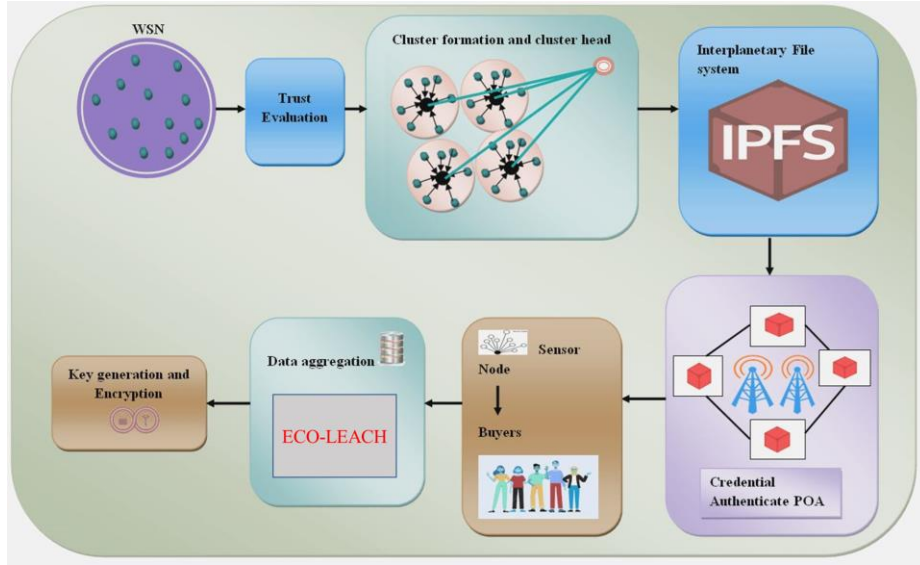 WSN
Trust
Evaluation
Cluster formation and cluster head
Interplanetary File
system
IPFS
Key generation and
Encryption
Data aggregation
ECO-LEACH
Sensor
Node
Buyers
Credential
Authenticate POA